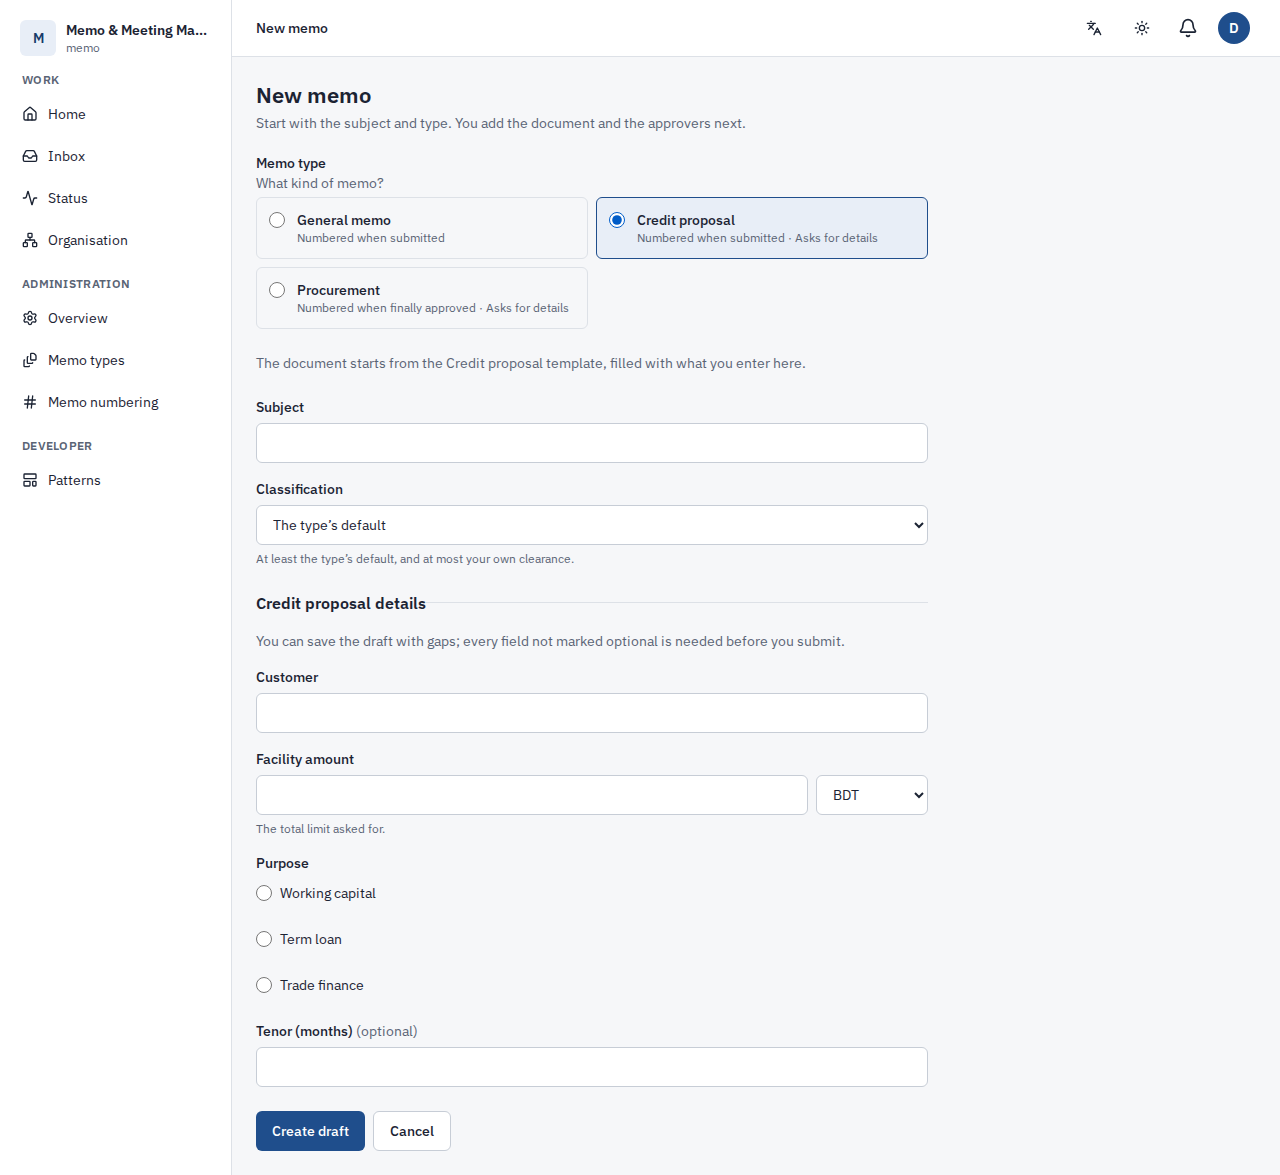 M
Memo & Meeting Ma...
memo
WORK
Home
Inbox
Status
Organisation
ADMINISTRATION
Overview
Memo types
Memo numbering
DEVELOPER
Patterns
New memo
D
New memo
Start with the subject and type. You add the document and the approvers next.
Memo type
What kind of memo?
General memo
Numbered when submitted
Credit proposal
Numbered when submitted · Asks for details
Procurement
Numbered when finally approved · Asks for details
The document starts from the Credit proposal template, filled with what you enter here.
Subject
Classification
The type’s default
At least the type’s default, and at most your own clearance.
Credit proposal details
You can save the draft with gaps; every field not marked optional is needed before you submit.
Customer
Facility amount
BDT
The total limit asked for.
Purpose
Working capital
Term loan
Trade finance
Tenor (months) (optional)
Create draft
Cancel